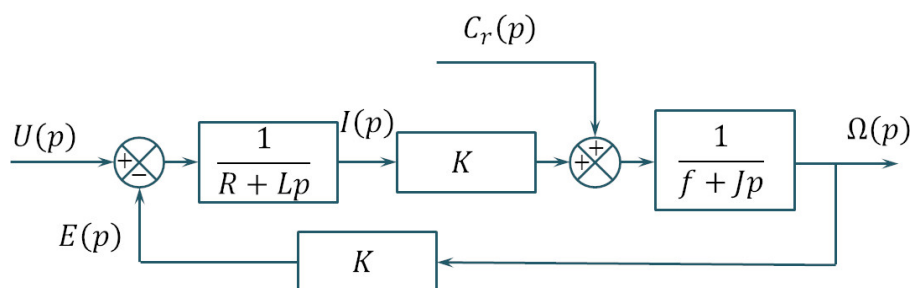 C_r(p)
U(p)
+
−
1
R + Lp
I(p)
K
+
+
1
f + Jp
Ω(p)
E(p)
K